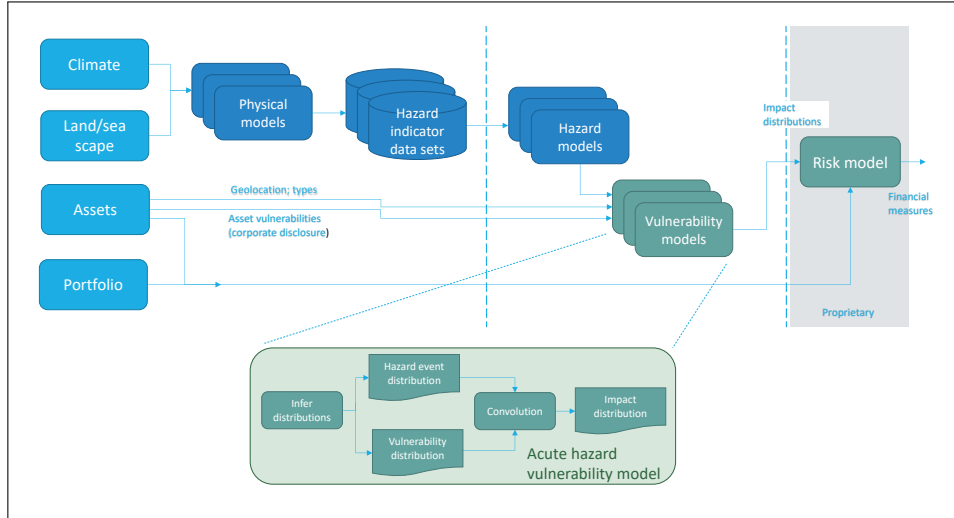 Climate
Land/sea
scape
Assets
Portfolio
Physical
models
Hazard
indicator
data sets
Hazard
models
Geolocation; types
Asset vulnerabilities
(corporate disclosure)
Vulnerability
models
Impact
distributions
Risk model
Financial
measures
Proprietary
Infer
distributions
Hazard event
distribution
Vulnerability
distribution
Convolution
Impact
distribution
Acute hazard
vulnerability model